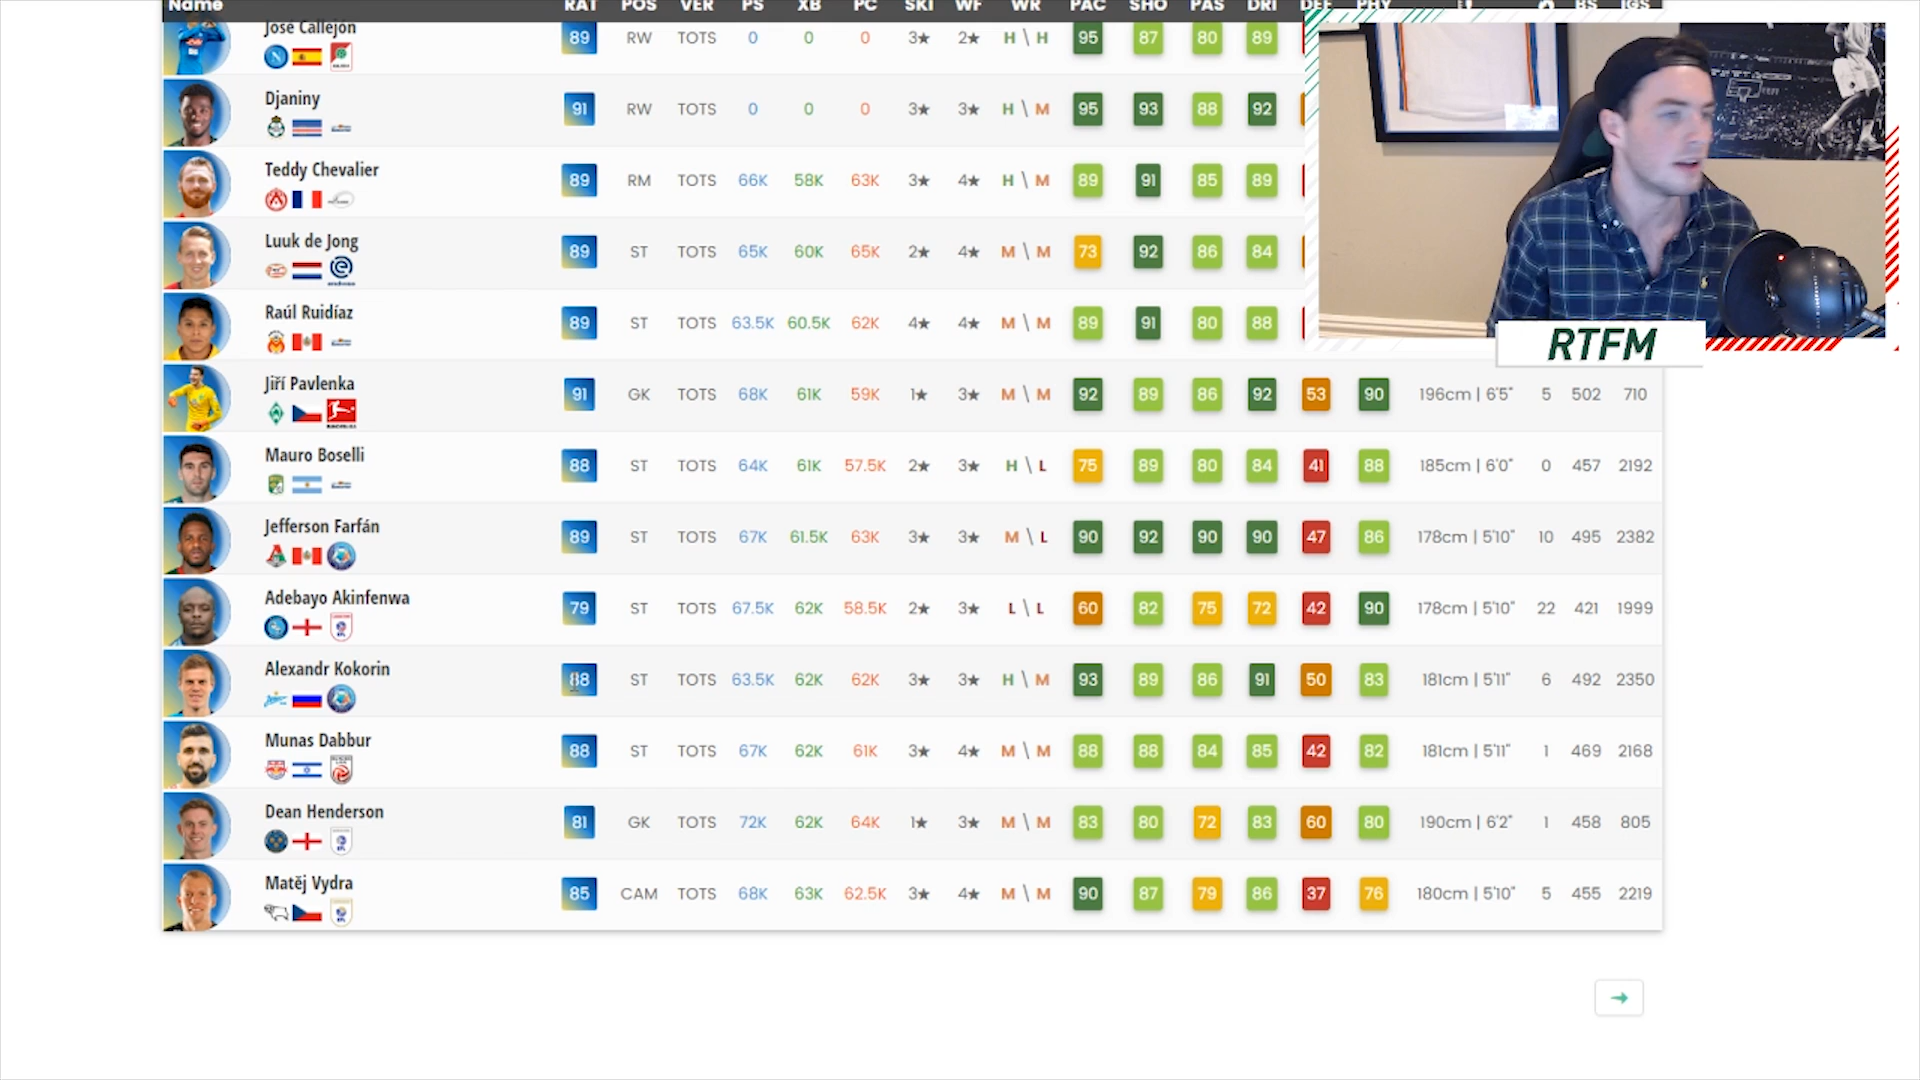 Name RAT POS VER PS XB PC SKI WF WR PAC SHO PAS DRI DEF PHY BS IGS
José Callejón 89 RW TOTS 0 0 0 3★ 2★ H \ H 95 87 80 89
Djaniny 91 RW TOTS 0 0 0 3★ 3★ H \ M 95 93 88 92
Teddy Chevalier 89 RM TOTS 66K 58K 63K 3★ 4★ H \ M 89 91 85 89
Luuk de Jong 89 ST TOTS 65K 60K 65K 2★ 4★ M \ M 73 92 86 84
Raúl Ruidíaz 89 ST TOTS 63.5K 60.5K 62K 4★ 4★ M \ M 89 91 80 88
RTFM
Jiří Pavlenka 91 GK TOTS 68K 61K 59K 1★ 3★ M \ M 92 89 86 92 53 90 196cm | 6'5" 5 502 710
Mauro Boselli 88 ST TOTS 64K 61K 57.5K 2★ 3★ H \ L 75 89 80 84 41 88 185cm | 6'0" 0 457 2192
Jefferson Farfán 89 ST TOTS 67K 61.5K 63K 3★ 3★ M \ L 90 92 90 90 47 86 178cm | 5'10" 10 495 2382
Adebayo Akinfenwa 79 ST TOTS 67.5K 62K 58.5K 2★ 3★ L \ L 60 82 75 72 42 90 178cm | 5'10" 22 421 1999
Alexandr Kokorin 88 ST TOTS 63.5K 62K 62K 3★ 3★ H \ M 93 89 86 91 50 83 181cm | 5'11" 6 492 2350
Munas Dabbur 88 ST TOTS 67K 62K 61K 3★ 4★ M \ M 88 88 84 85 42 82 181cm | 5'11" 1 469 2168
Dean Henderson 81 GK TOTS 72K 62K 64K 1★ 3★ M \ M 83 80 72 83 60 80 190cm | 6'2" 1 458 805
Matěj Vydra 85 CAM TOTS 68K 63K 62.5K 3★ 4★ M \ M 90 87 79 86 37 76 180cm | 5'10" 5 455 2219